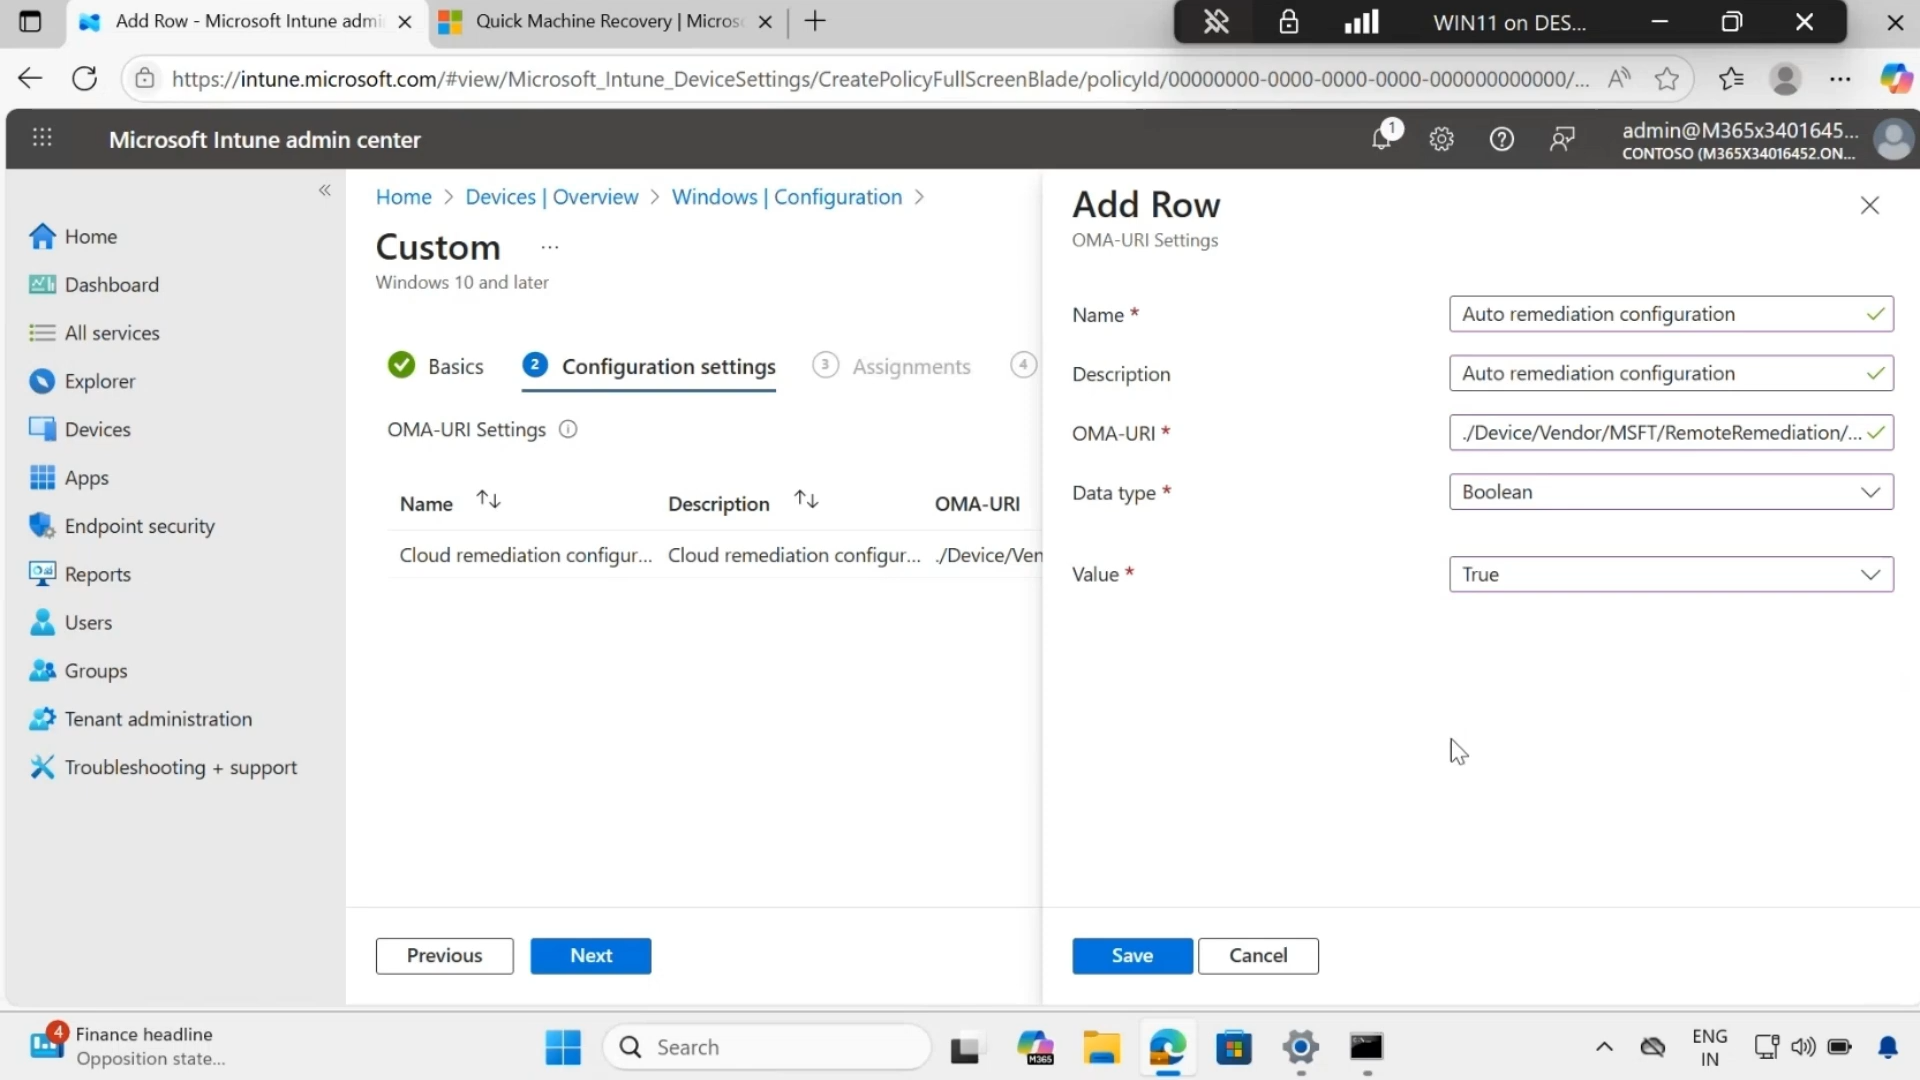 Add Row - Microsoft Intune admi
Quick Machine Recovery | Micros
WIN11 on DES...
https://intune.microsoft.com/#view/Microsoft_Intune_DeviceSettings/CreatePolicyFullScreenBlade/policyId/00000000-0000-0000-0000-000000000000/...
Microsoft Intune admin center
1
admin@M365x3401645...
CONTOSO (M365X34016452.ON...
Home
Dashboard
All services
Explorer
Devices
Apps
Endpoint security
Reports
Users
Groups
Tenant administration
Troubleshooting + support
Home > Devices | Overview > Windows | Configuration >
Custom ...
Windows 10 and later
Basics
2 Configuration settings
3 Assignments
4
OMA-URI Settings
Name Description OMA-URI
Cloud remediation configur... Cloud remediation configur... ./Device/Ven
Previous
Next
Add Row
OMA-URI Settings
Name * Auto remediation configuration
Description Auto remediation configuration
OMA-URI * ./Device/Vendor/MSFT/RemoteRemediation/...
Data type * Boolean
Value * True
Save
Cancel
4
Finance headline
Opposition state...
Search
M365
ENG
IN